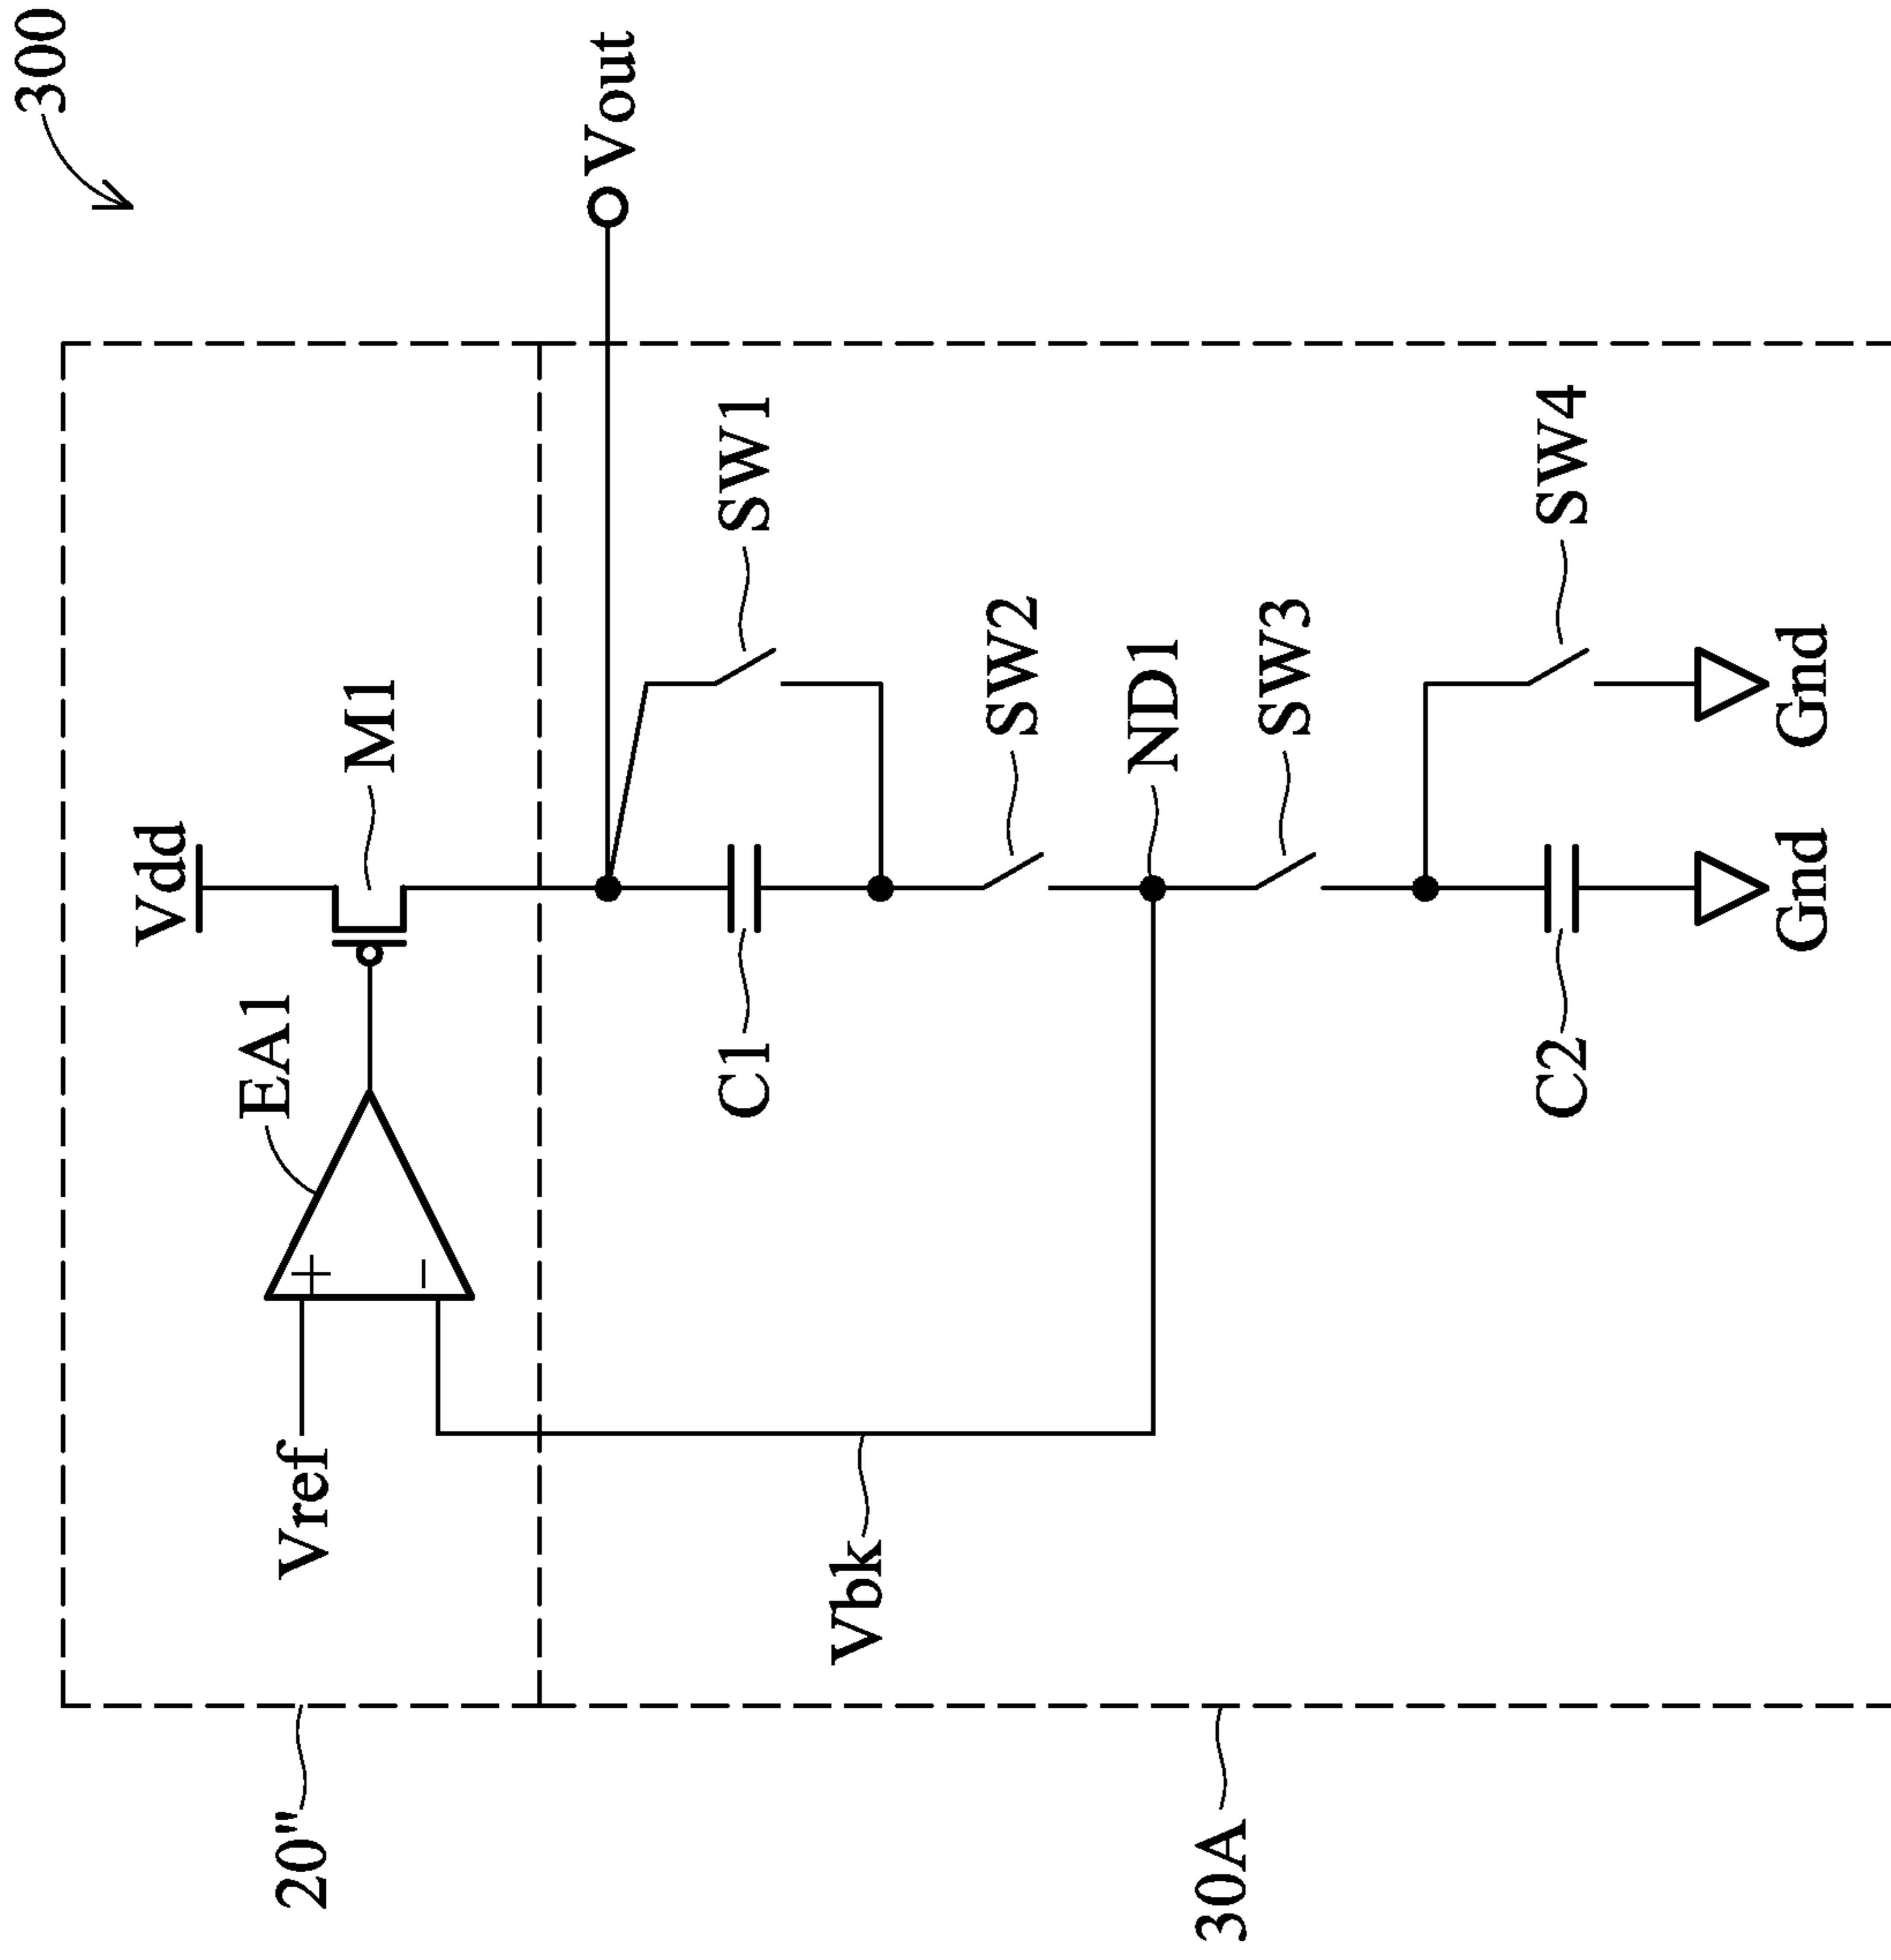 300
Vdd
M1
EA1
+
-
Vref
20"
Vout
SW1
C1
SW2
Vbk
ND1
SW3
30A
SW4
C2
Gnd
Gnd